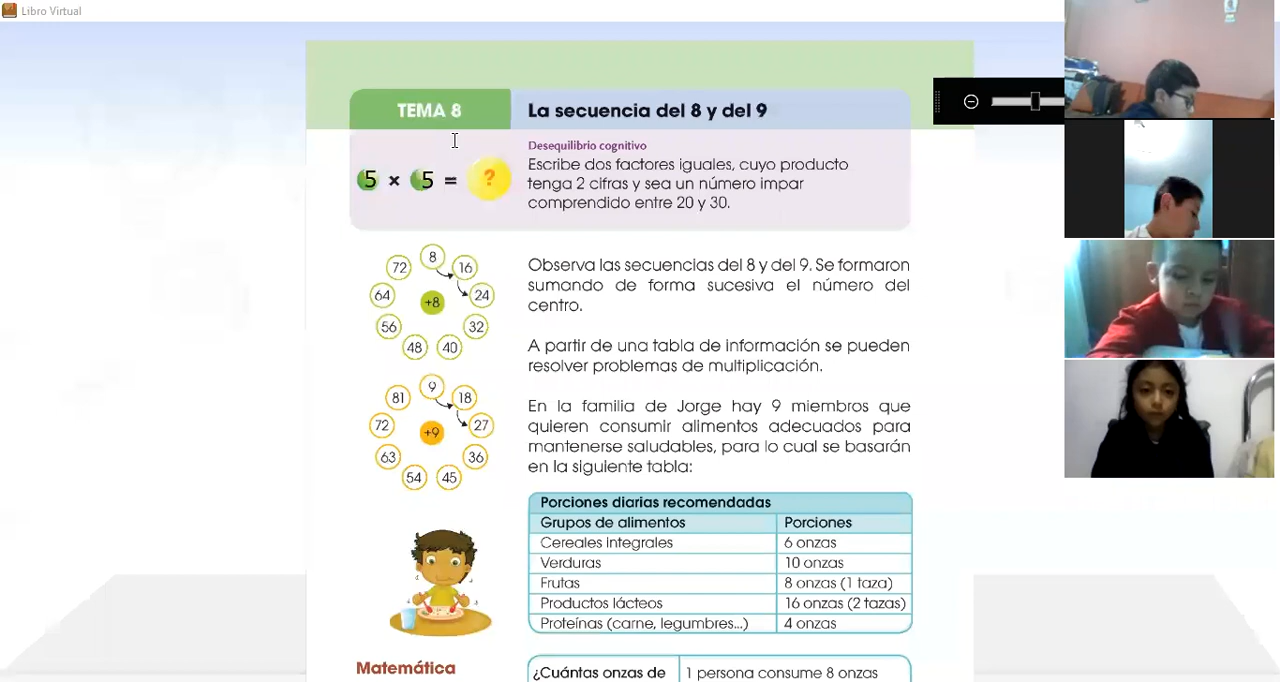 Libro Virtual
TEMA 8
La secuencia del 8 y del 9
5 × 5 = ?
Desequilibrio cognitivo
Escribe dos factores iguales, cuyo producto
tenga 2 cifras y sea un número impar
comprendido entre 20 y 30.
8
16
24
32
40
48
56
64
72
+8
Observa las secuencias del 8 y del 9. Se formaron
sumando de forma sucesiva el número del
centro.
A partir de una tabla de información se pueden
resolver problemas de multiplicación.
9
18
27
36
45
54
63
72
81
+9
En la familia de Jorge hay 9 miembros que
quieren consumir alimentos adecuados para
mantenerse saludables, para lo cual se basarán
en la siguiente tabla:
Porciones diarias recomendadas
Grupos de alimentos Porciones
Cereales integrales 6 onzas
Verduras 10 onzas
Frutas 8 onzas (1 taza)
Productos lácteos 16 onzas (2 tazas)
Proteínas (carne, legumbres...) 4 onzas
Matemática
¿Cuántas onzas de 1 persona consume 8 onzas